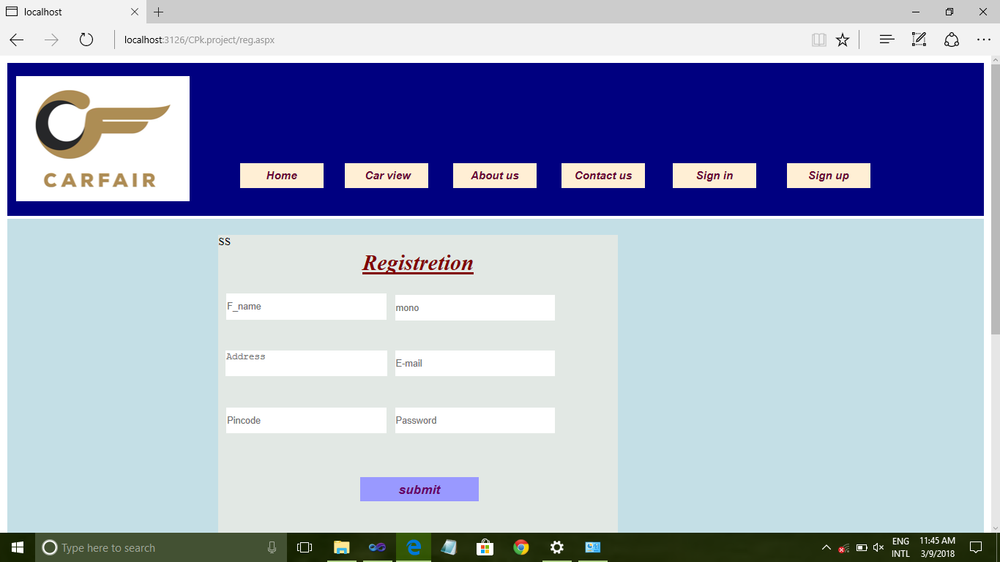 localhost
localhost:3126/CPk.project/reg.aspx
CARFAIR
Home Car view About us Contact us Sign in Sign up
SS
Registretion
F_name mono
Address E-mail
Pincode Password
submit
Type here to search
ENG 11:45 AM
INTL 3/9/2018